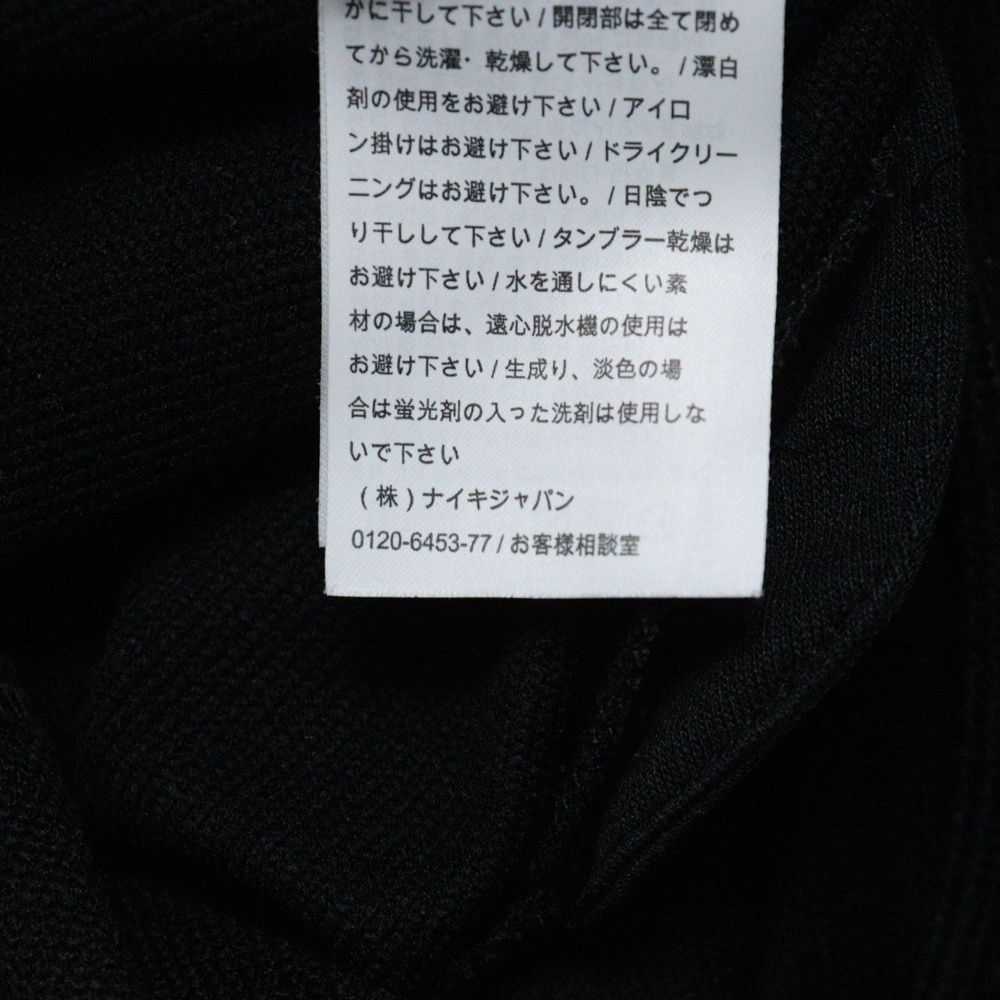 かに干して下さい / 開閉部は全て閉め
てから洗濯・乾燥して下さい。 / 漂白
剤の使用をお避け下さい / アイロ
ン掛けはお避け下さい / ドライクリー
ニングはお避け下さい。 / 日陰でつ
り干しして下さい / タンブラー乾燥は
お避け下さい / 水を通しにくい素
材の場合は、遠心脱水機の使用は
お避け下さい / 生成り、淡色の場
合は蛍光剤の入った洗剤は使用しな
いで下さい
(株)ナイキジャパン
0120-6453-77 / お客様相談室